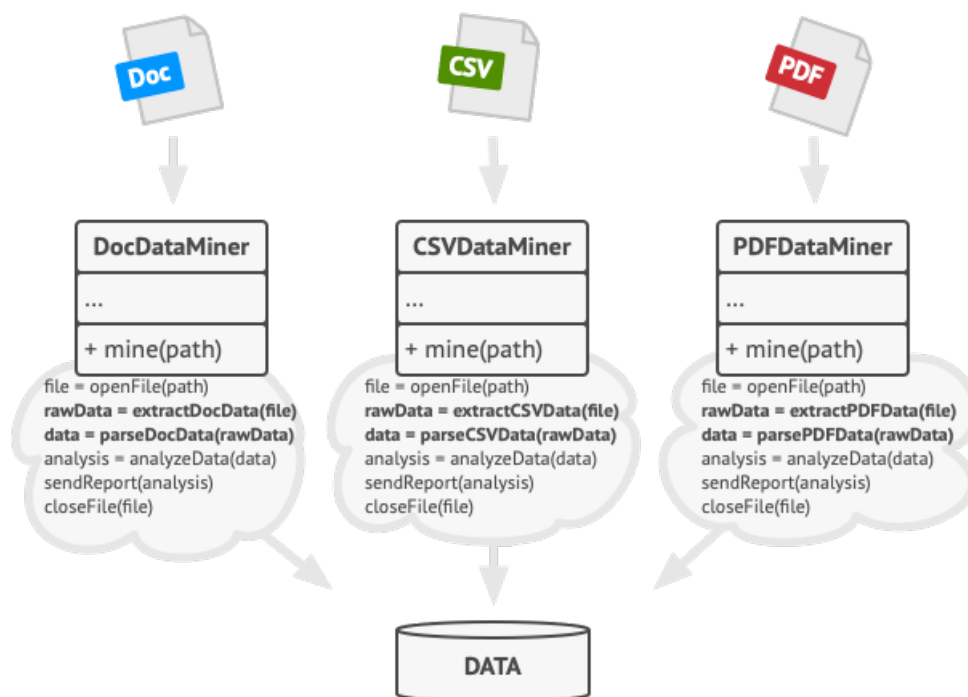 Doc
CSV
PDF
DocDataMiner
...
+ mine(path)
file = openFile(path)
rawData = extractDocData(file)
data = parseDocData(rawData)
analysis = analyzeData(data)
sendReport(analysis)
closeFile(file)
CSVDataMiner
...
+ mine(path)
file = openFile(path)
rawData = extractCSVData(file)
data = parseCSVData(rawData)
analysis = analyzeData(data)
sendReport(analysis)
closeFile(file)
PDFDataMiner
...
+ mine(path)
file = openFile(path)
rawData = extractPDFData(file)
data = parsePDFData(rawData)
analysis = analyzeData(data)
sendReport(analysis)
closeFile(file)
DATA